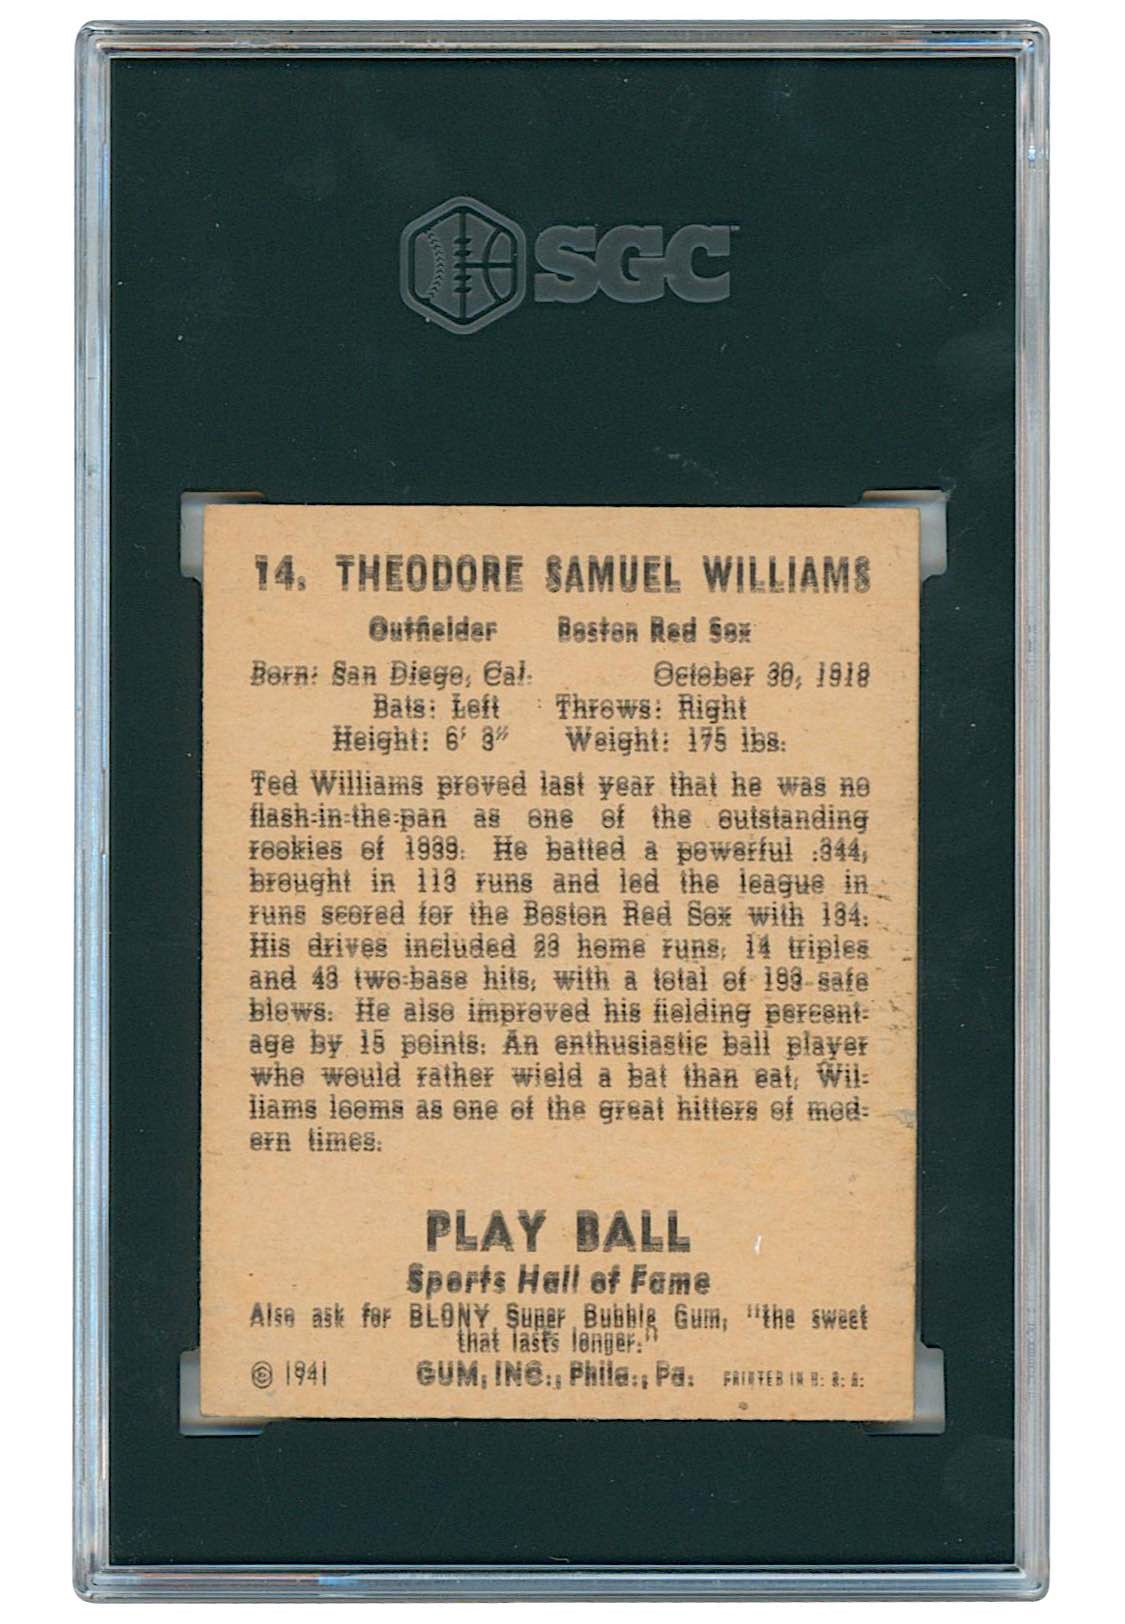 SGC
14. THEODORE SAMUEL WILLIAMS
Outfielder Boston Red Sox
Born: San Diego, Cal. October 30, 1918
Bats: Left Throws: Right
Height: 6' 3" Weight: 175 lbs.
Ted Williams proved last year that he was no
flash-in-the-pan as one of the outstanding
rookies of 1939. He batted a powerful .344,
brought in 113 runs and led the league in
runs scored for the Boston Red Sox with 134.
His drives included 23 home runs, 14 triples
and 43 two-base hits, with a total of 193 safe
blows. He also improved his fielding percent-
age by 15 points. An enthusiastic ball player
who would rather wield a bat than eat, Wil-
liams looms as one of the great hitters of mod-
ern times.
PLAY BALL
Sports Hall of Fame
Also ask for BLONY Super Bubble Gum, "the sweet
that lasts longer."
© 1941 GUM, INC., Phila., Pa. PRINTED IN U. S. A.